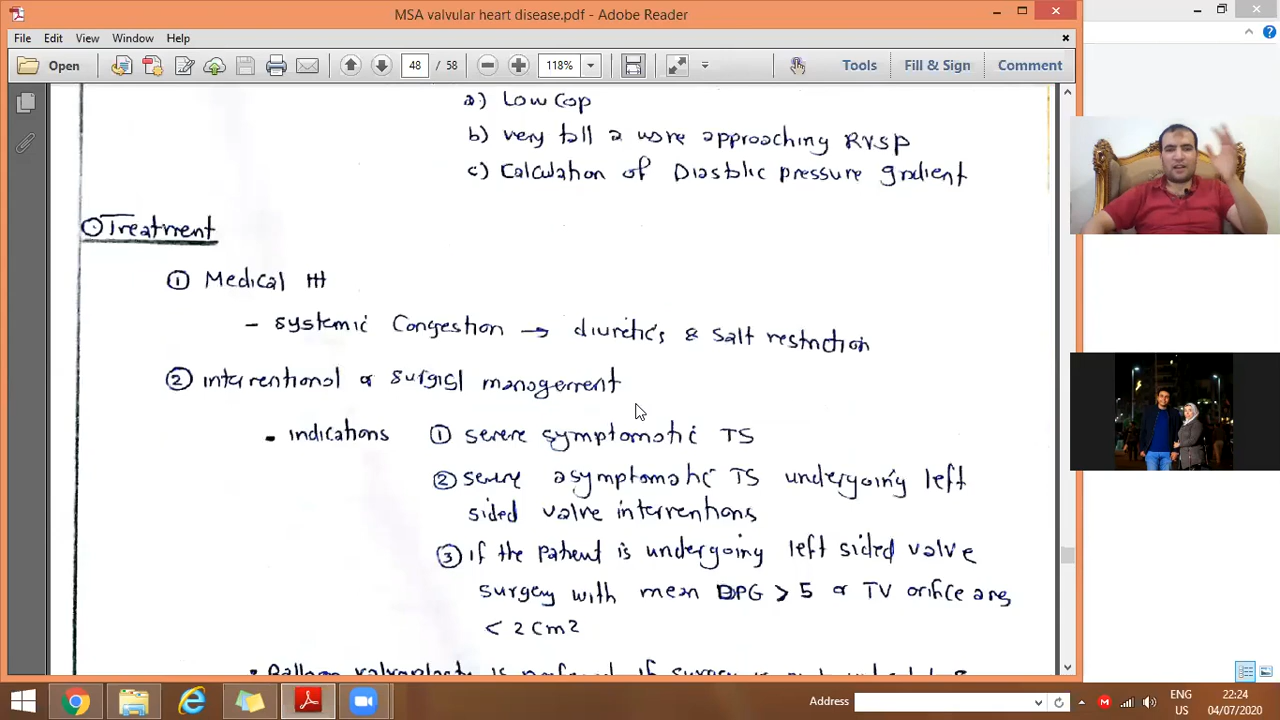 MSA valvular heart disease.pdf - Adobe Reader
File Edit View Window Help
Open 48 / 58 118% Tools Fill & Sign Comment
a) Low Cop
b) very tall a wave approaching RVSP
c) Calculation of Diastolic pressure gradient
Treatment
① Medical ttt
- systemic Congestion → diuretics & salt restriction
② interventional or surgical management
• indications ① severe symptomatic TS
② severe asymptomatic TS undergoing left
sided valve interventions
③ if the patient is undergoing left sided valve
surgery with mean DPG > 5 or TV orifice area
< 2 Cm2
Address
ENG
US
22:24
04/07/2020